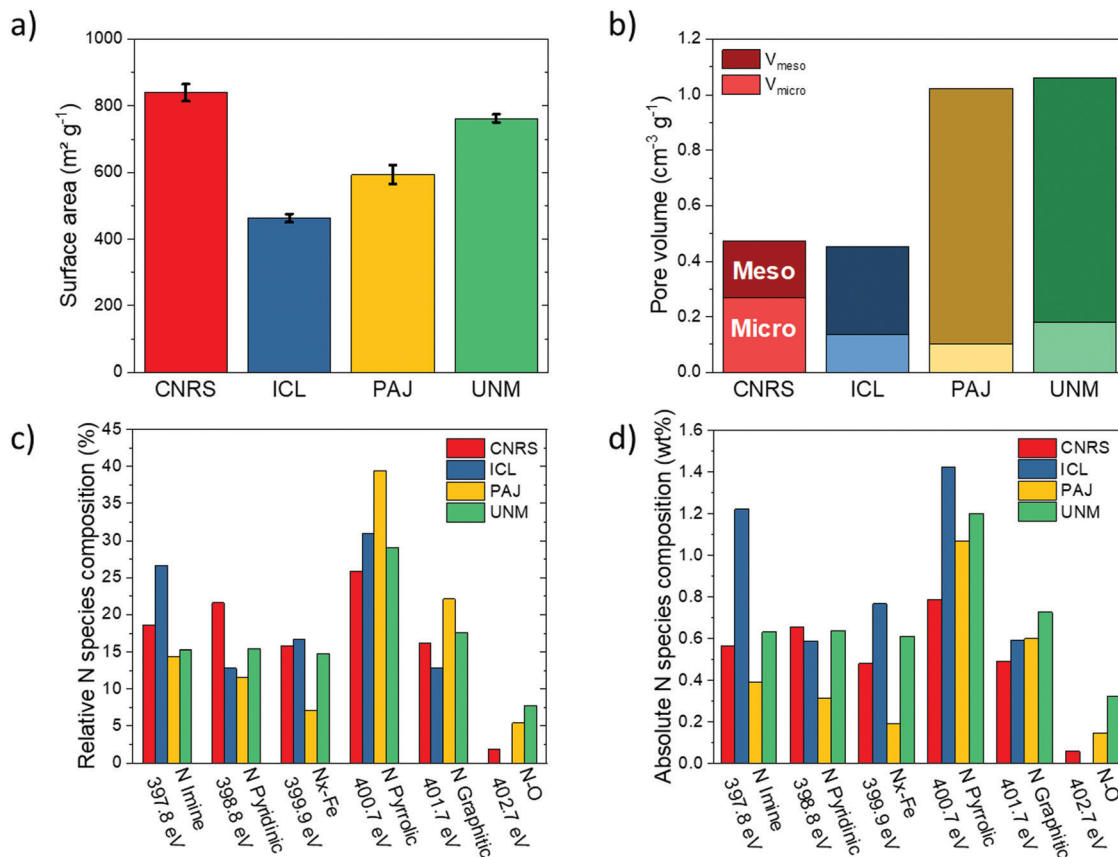 a)
1000
800
600
400
200
0
Surface area (m² g⁻¹)
CNRS ICL PAJ UNM
b)
1.2
1.0
0.8
0.6
0.4
0.2
0.0
Pore volume (cm⁻³ g⁻¹)
Vmeso
Vmicro
Meso
Micro
CNRS ICL PAJ UNM
c)
45
40
35
30
25
20
15
10
5
0
Relative N species composition (%)
CNRS
ICL
PAJ
UNM
N Imine
397.8 eV
N Pyridinic
398.8 eV
Nx-Fe
399.9 eV
N Pyrrolic
400.7 eV
N Graphitic
401.7 eV
N-O
402.7 eV
d)
1.6
1.4
1.2
1.0
0.8
0.6
0.4
0.2
0.0
Absolute N species composition (wt%)
CNRS
ICL
PAJ
UNM
N Imine
397.8 eV
N Pyridinic
398.8 eV
Nx-Fe
399.9 eV
N Pyrrolic
400.7 eV
N Graphitic
401.7 eV
N-O
402.7 eV